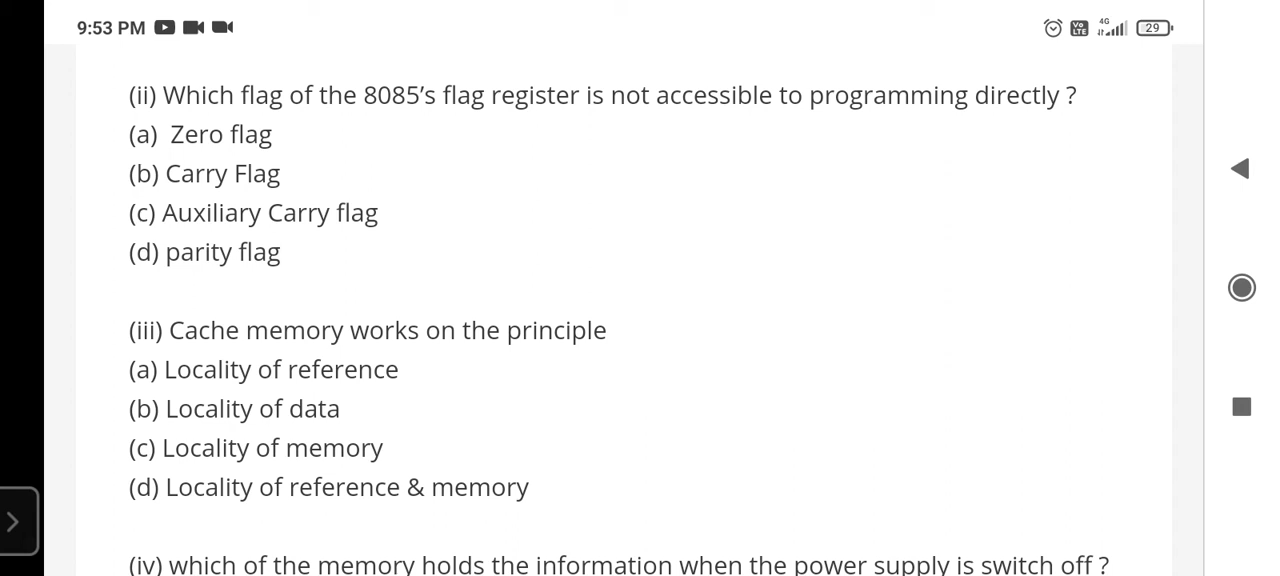 9:53 PM
4G
Vo LTE
29
(ii) Which flag of the 8085's flag register is not accessible to programming directly ?
(a) Zero flag
(b) Carry Flag
(c) Auxiliary Carry flag
(d) parity flag
(iii) Cache memory works on the principle
(a) Locality of reference
(b) Locality of data
(c) Locality of memory
(d) Locality of reference & memory
(iv) which of the memory holds the information when the power supply is switch off ?